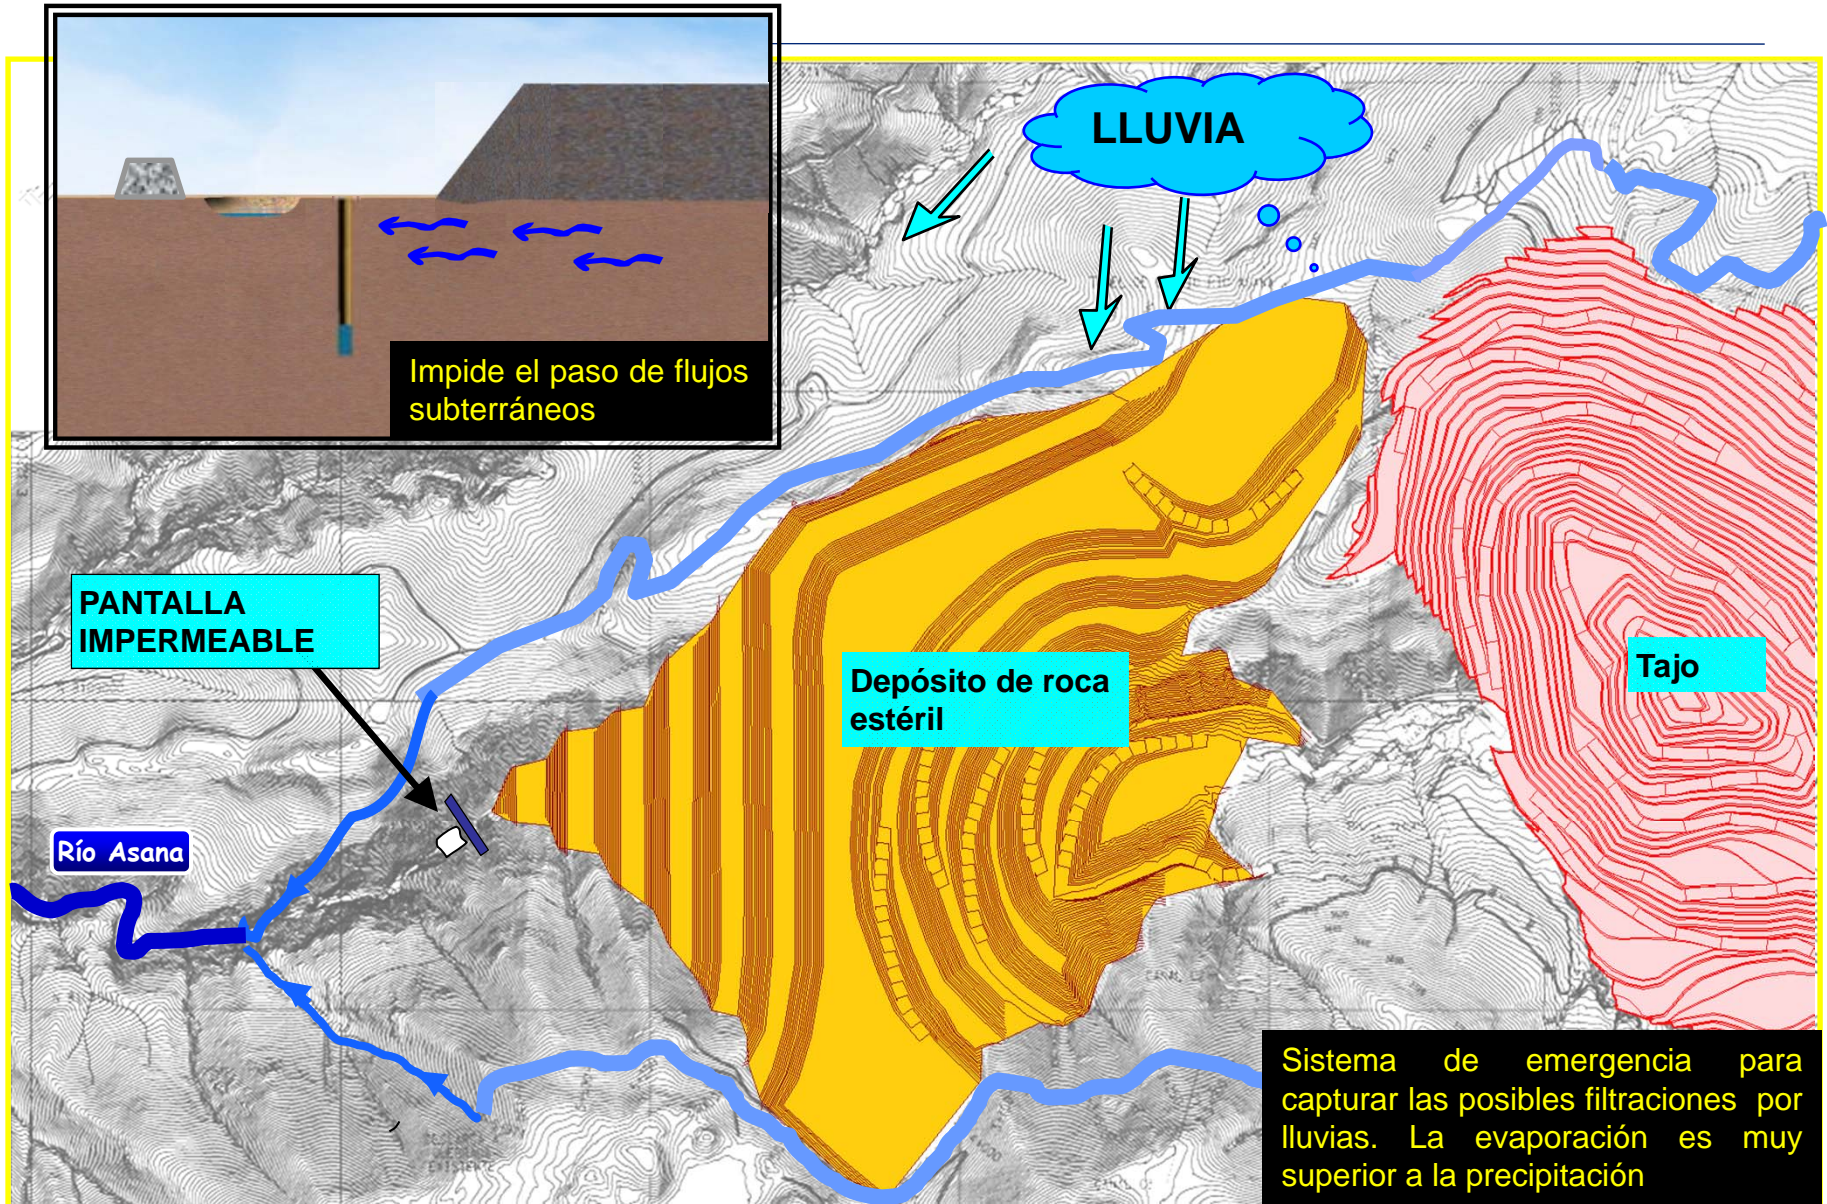 Impide el paso de flujos
subterráneos
LLUVIA
PANTALLA
IMPERMEABLE
Depósito de roca
estéril
Tajo
Río Asana
Sistema de emergencia para
capturar las posibles filtraciones por
lluvias. La evaporación es muy
superior a la precipitación